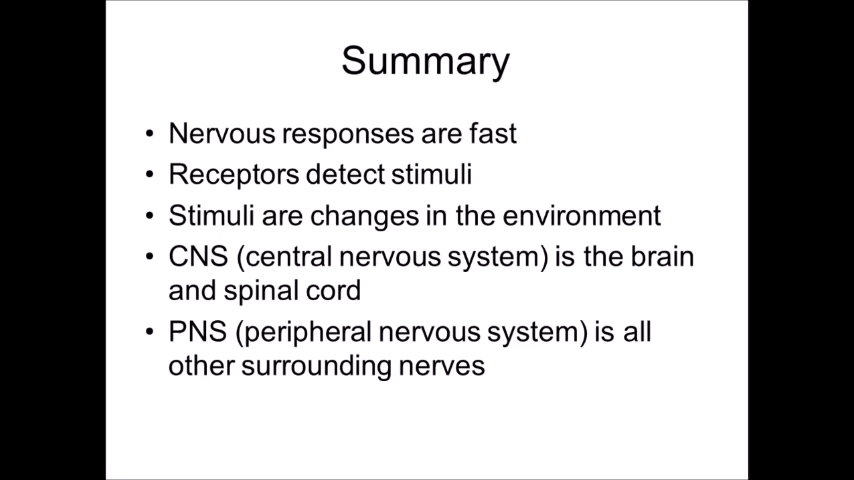 Summary
• Nervous responses are fast
• Receptors detect stimuli
• Stimuli are changes in the environment
• CNS (central nervous system) is the brain
and spinal cord
• PNS (peripheral nervous system) is all
other surrounding nerves